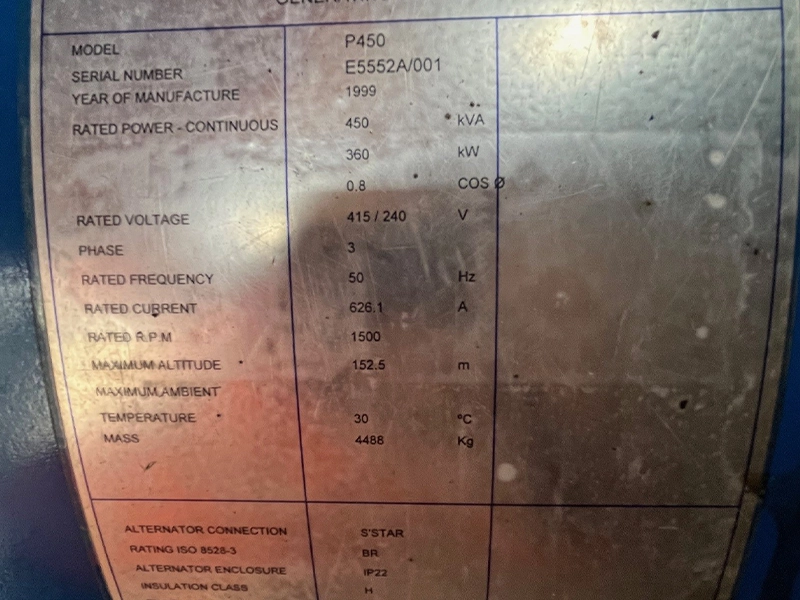 MODEL P450
SERIAL NUMBER E5552A/001
YEAR OF MANUFACTURE 1999
RATED POWER - CONTINUOUS 450 kVA
360 kW
0.8 COS Ø
RATED VOLTAGE 415 / 240 V
PHASE 3
RATED FREQUENCY 50 Hz
RATED CURRENT 626.1 A
RATED R.P.M 1500
MAXIMUM ALTITUDE 152.5 m
MAXIMUM AMBIENT
TEMPERATURE 30 ºC
MASS 4488 Kg
ALTERNATOR CONNECTION S'STAR
RATING ISO 8528-3 BR
ALTERNATOR ENCLOSURE IP22
INSULATION CLASS H